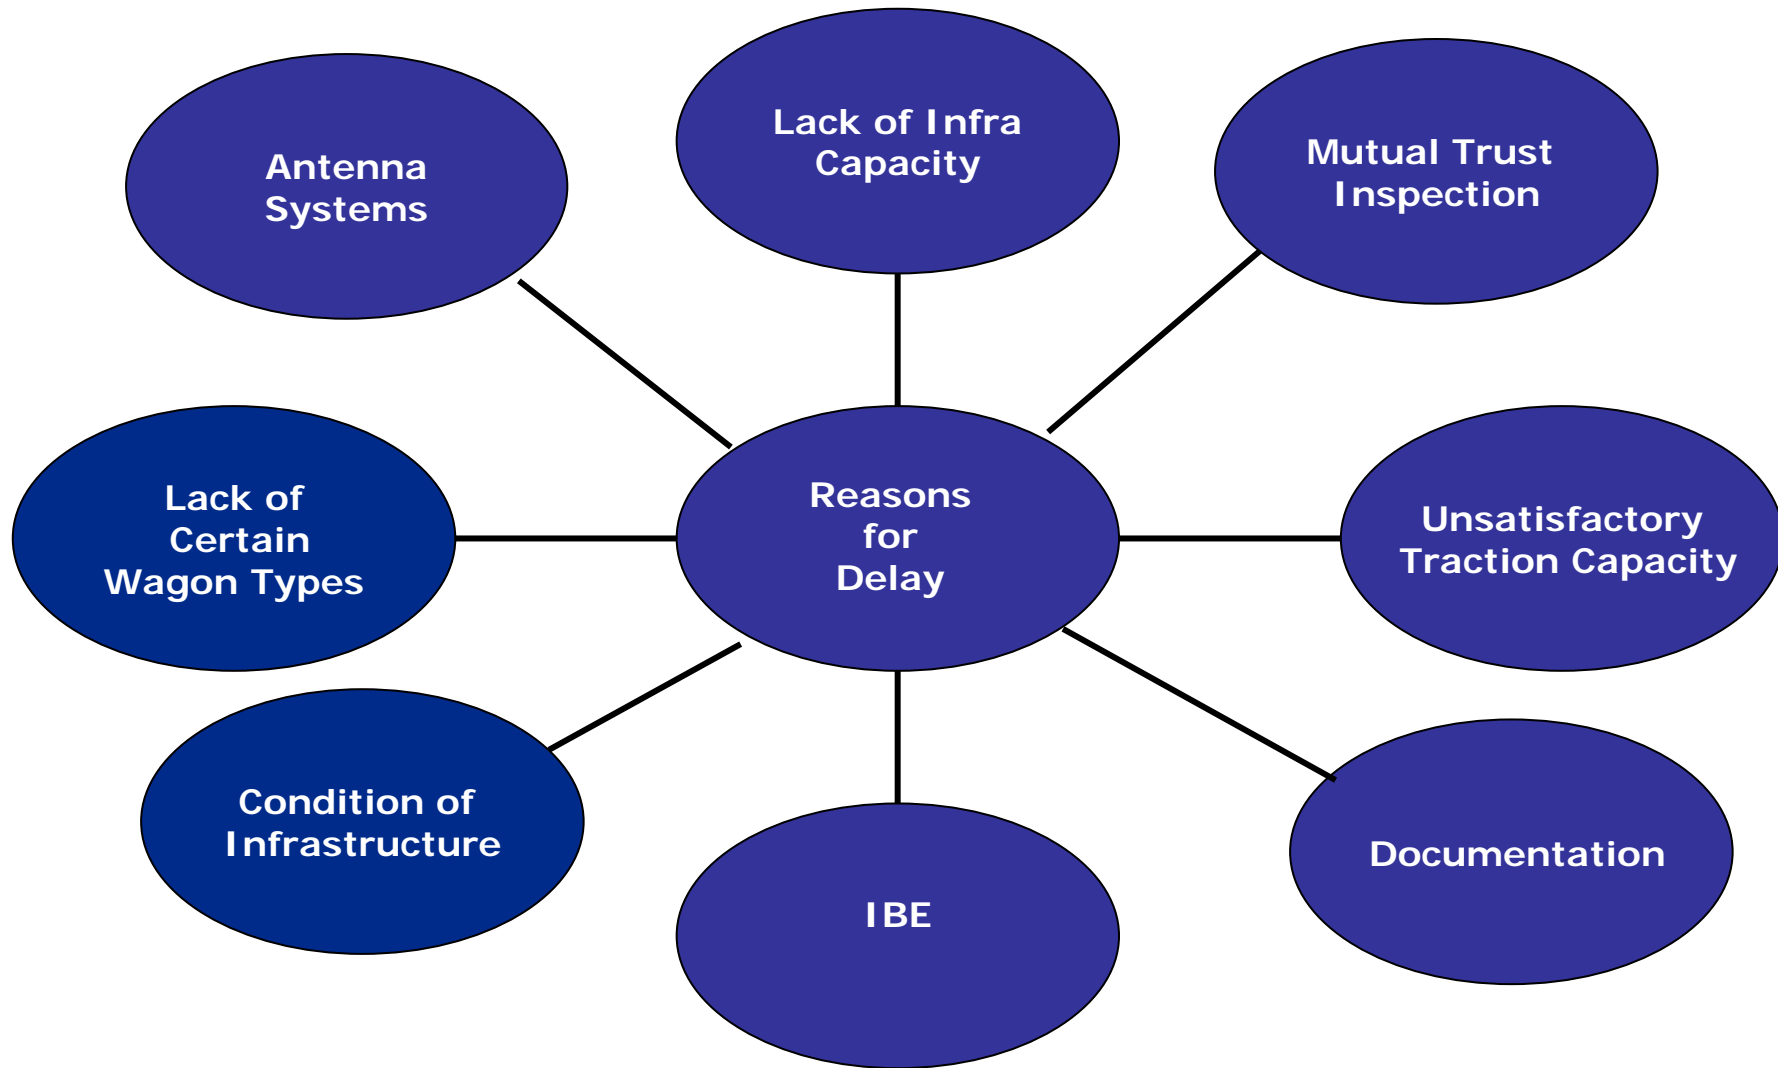 Antenna
Systems
Lack of Infra
Capacity
Mutual Trust
Inspection
Lack of
Certain
Wagon Types
Reasons
for
Delay
Unsatisfactory
Traction Capacity
Condition of
Infrastructure
IBE
Documentation